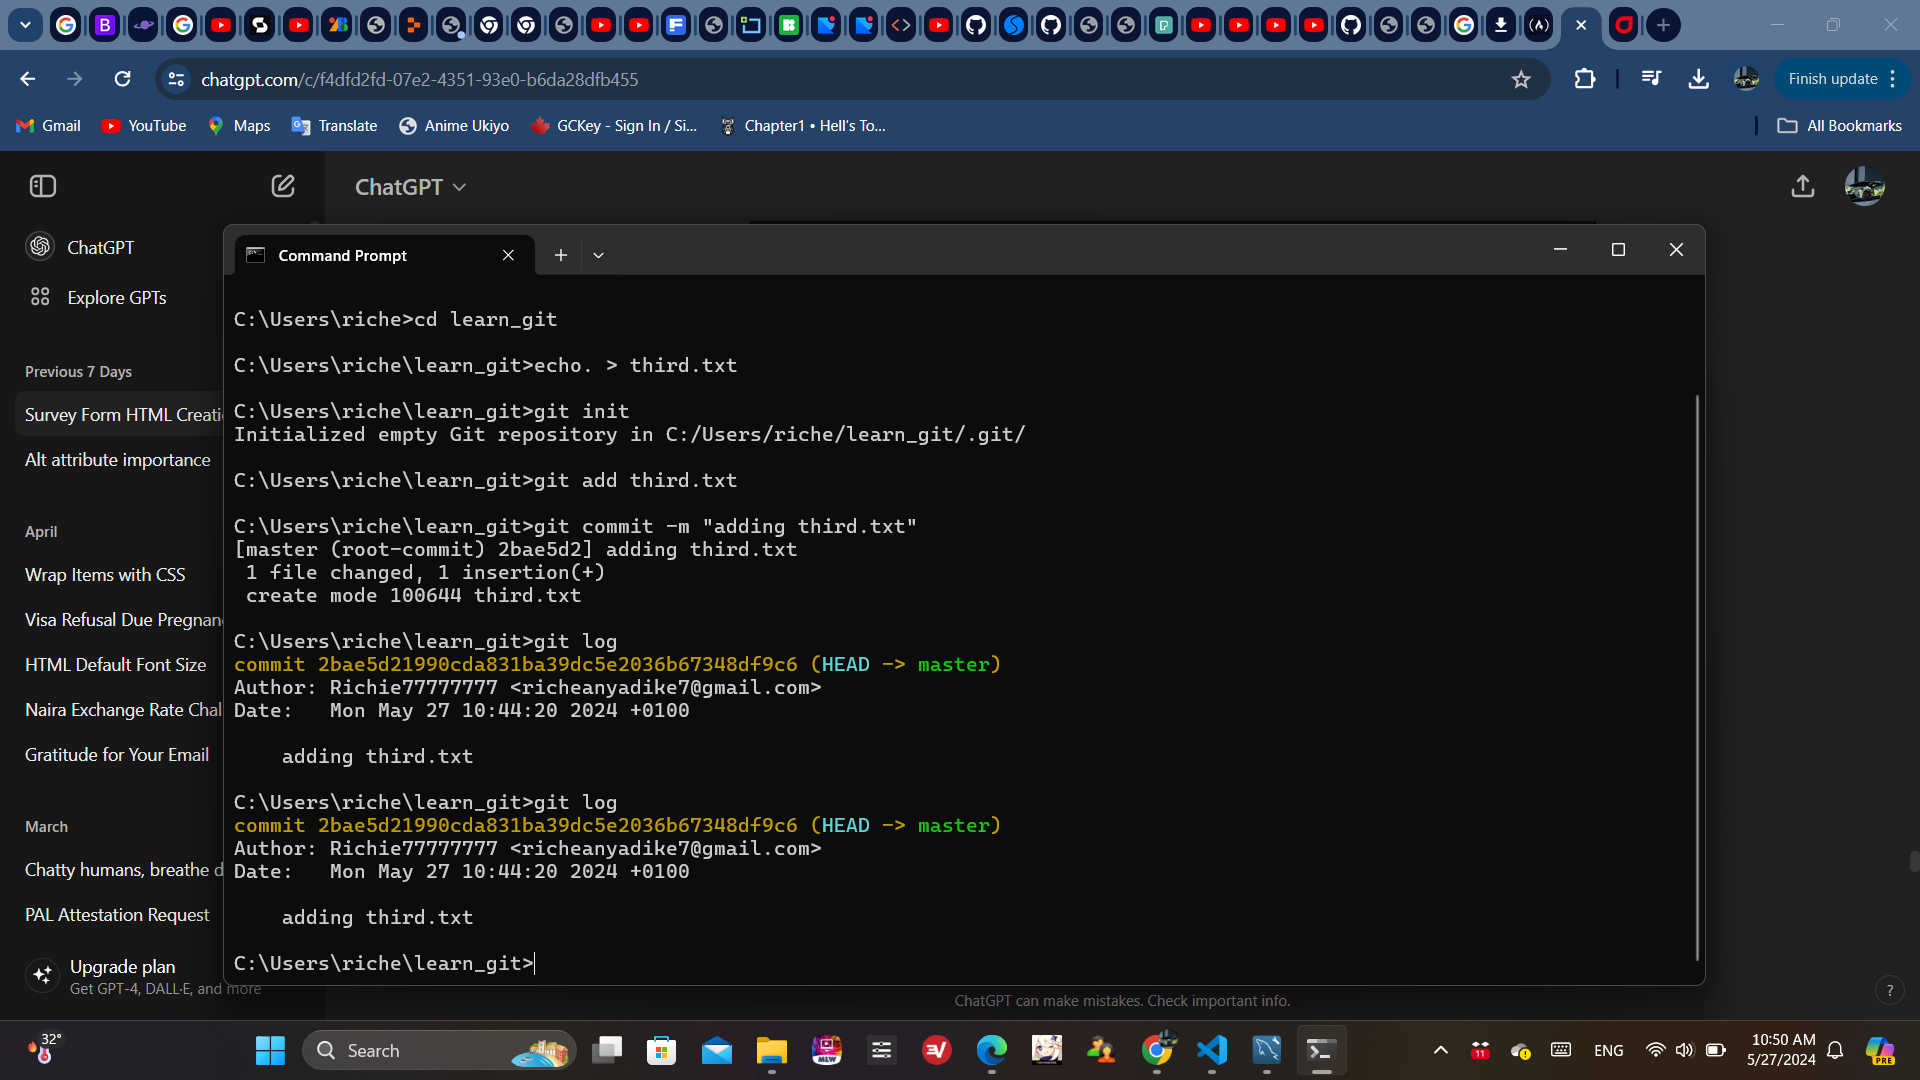 chatgpt.com/c/f4dfd2fd-07e2-4351-93e0-b6da28dfb455
Finish update
Gmail
YouTube
Maps
Translate
Anime Ukiyo
GCKey - Sign In / Si...
Chapter1 • Hell's To...
All Bookmarks
ChatGPT
ChatGPT
Explore GPTs
Previous 7 Days
Survey Form HTML Creati
Alt attribute importance
April
Wrap Items with CSS
Visa Refusal Due Pregnan
HTML Default Font Size
Naira Exchange Rate Chal
Gratitude for Your Email
March
Chatty humans, breathe d
PAL Attestation Request
Upgrade plan
Get GPT-4, DALL·E, and more
Command Prompt
C:\Users\riche>cd learn_git
C:\Users\riche\learn_git>echo. > third.txt
C:\Users\riche\learn_git>git init
Initialized empty Git repository in C:/Users/riche/learn_git/.git/
C:\Users\riche\learn_git>git add third.txt
C:\Users\riche\learn_git>git commit -m "adding third.txt"
[master (root-commit) 2bae5d2] adding third.txt
 1 file changed, 1 insertion(+)
 create mode 100644 third.txt
C:\Users\riche\learn_git>git log
commit 2bae5d21990cda831ba39dc5e2036b67348df9c6 (HEAD -> master)
Author: Richie77777777 <richeanyadike7@gmail.com>
Date:   Mon May 27 10:44:20 2024 +0100
    adding third.txt
C:\Users\riche\learn_git>git log
commit 2bae5d21990cda831ba39dc5e2036b67348df9c6 (HEAD -> master)
Author: Richie77777777 <richeanyadike7@gmail.com>
Date:   Mon May 27 10:44:20 2024 +0100
    adding third.txt
C:\Users\riche\learn_git>
ChatGPT can make mistakes. Check important info.
?
32°
Search
MLW
11
ENG
10:50 AM
5/27/2024
PRE